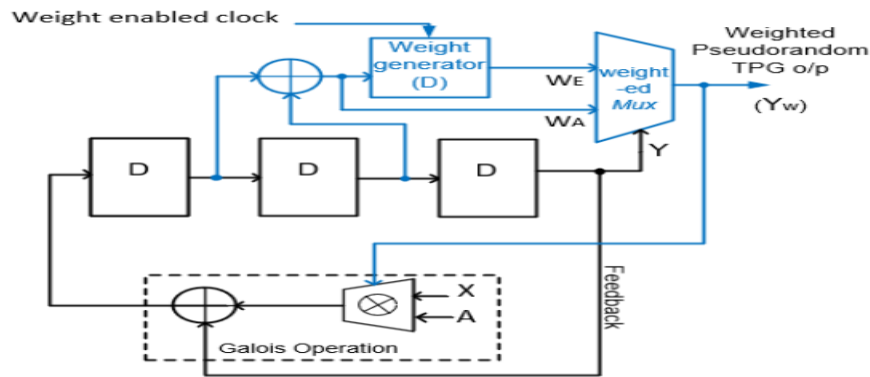 Weight enabled clock
Weight
generator
(D)
Weighted
Pseudorandom
TPG o/p
(Yw)
WE
weight
-ed
Mux
WA
Y
D
D
D
Feedback
X
A
Galois Operation